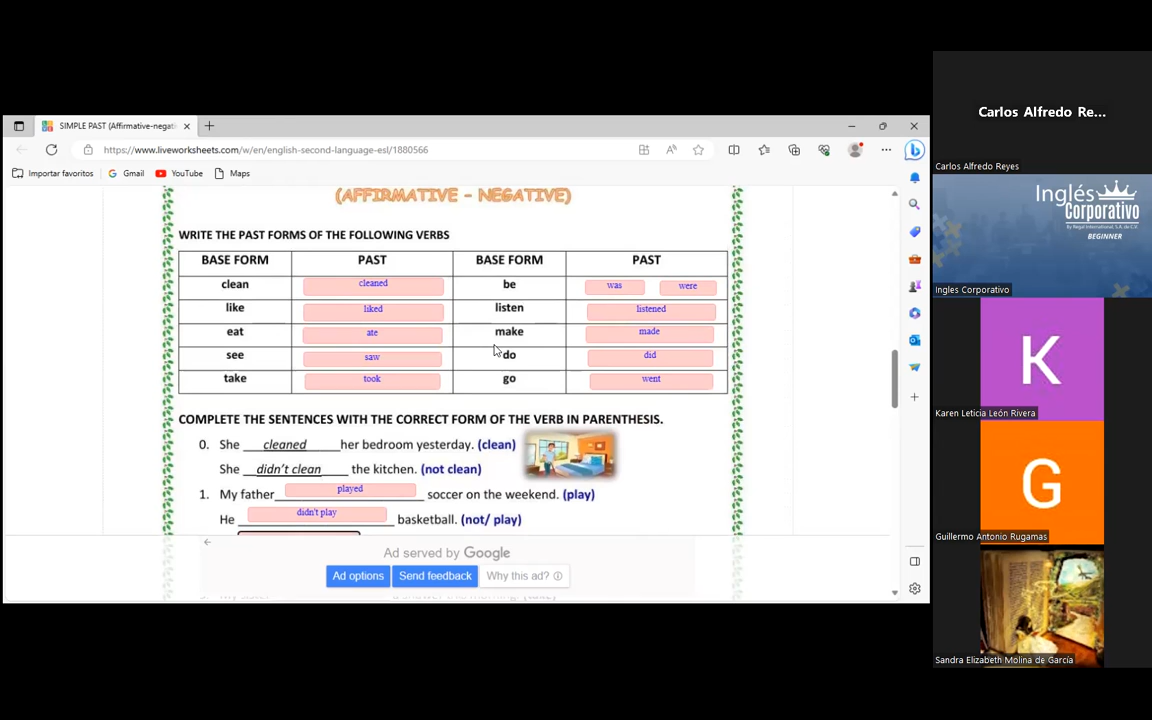 SIMPLE PAST (Affirmative-negati
https://www.liveworksheets.com/w/en/english-second-language-esl/1880566
Importar favoritos Gmail YouTube Maps
(AFFIRMATIVE - NEGATIVE)
WRITE THE PAST FORMS OF THE FOLLOWING VERBS
BASE FORM PAST BASE FORM PAST
clean cleaned be was were
like liked listen listened
eat ate make made
see saw do did
take took go went
COMPLETE THE SENTENCES WITH THE CORRECT FORM OF THE VERB IN PARENTHESIS.
0. She cleaned her bedroom yesterday. (clean)
She didn't clean the kitchen. (not clean)
1. My father played soccer on the weekend. (play)
He didn't play basketball. (not/ play)
Ad served by Google
Ad options Send feedback Why this ad?
Carlos Alfredo Re...
Carlos Alfredo Reyes
Inglés
Corporativo
By Regal International, S.A. de C.V.
BEGINNER
Ingles Corporativo
K
Karen Leticia León Rivera
G
Guillermo Antonio Rugamas
Sandra Elizabeth Molina de García